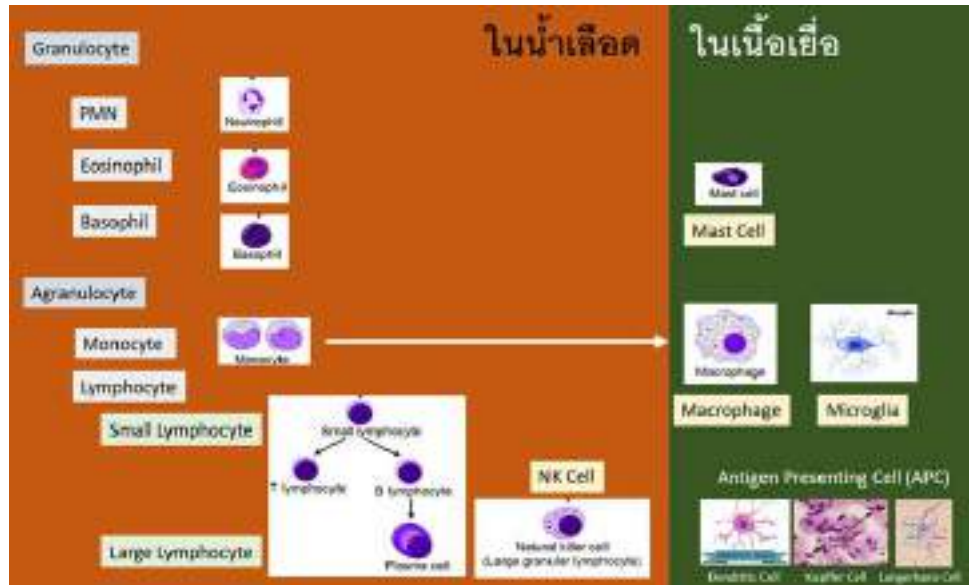 ในน้ำเลือด
ในเนื้อเยื่อ
Granulocyte
PMN
Neutrophil
Eosinophil
Eosinophil
Basophil
Basophil
Mast cell
Mast Cell
Agranulocyte
Monocyte
Monocyte
Macrophage
Macrophage
Microglia
Lymphocyte
Small Lymphocyte
Small lymphocyte
T lymphocyte
B lymphocyte
Plasma cell
NK Cell
Natural killer cell
(Large granular lymphocyte)
Large Lymphocyte
Antigen Presenting Cell (APC)
Dendritic Cell
Kupffer Cell
Langerhans Cell